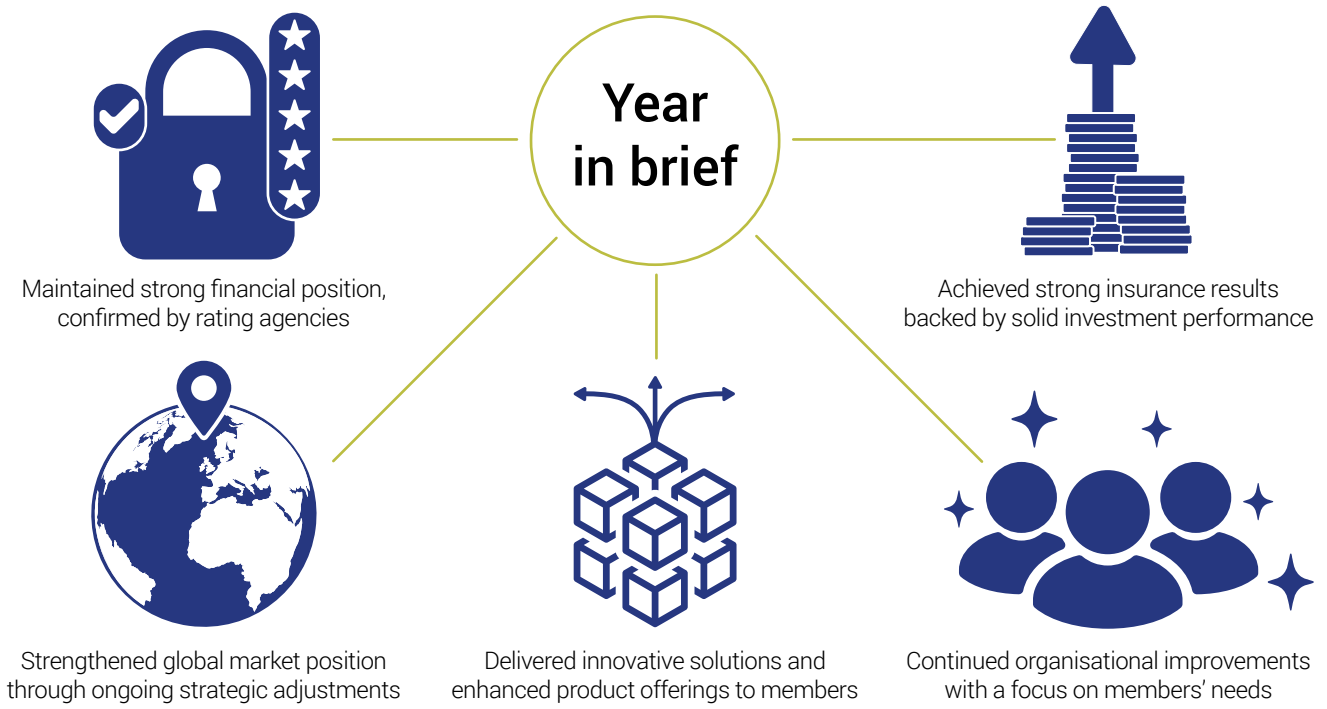 Year
in brief
Maintained strong financial position,
confirmed by rating agencies
Achieved strong insurance results
backed by solid investment performance
Strengthened global market position
through ongoing strategic adjustments
Delivered innovative solutions and
enhanced product offerings to members
Continued organisational improvements
with a focus on members’ needs